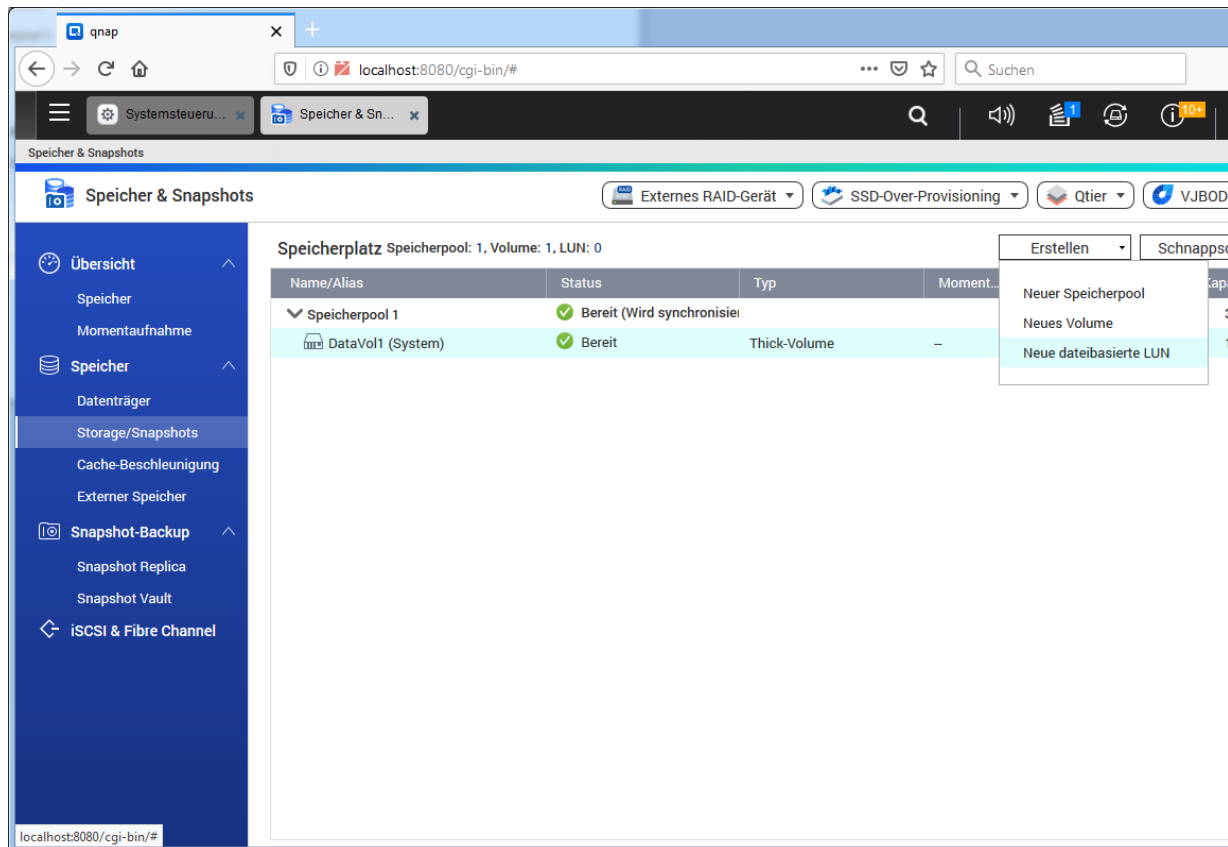 qnap
localhost:8080/cgi-bin/#
Suchen
Systemsteueru...
Speicher & Sn...
1
10+
Speicher & Snapshots
Speicher & Snapshots
Externes RAID-Gerät
SSD-Over-Provisioning
Qtier
VJBOD
Übersicht
Speicher
Momentaufnahme
Speicher
Datenträger
Storage/Snapshots
Cache-Beschleunigung
Externer Speicher
Snapshot-Backup
Snapshot Replica
Snapshot Vault
iSCSI & Fibre Channel
Speicherplatz Speicherpool: 1, Volume: 1, LUN: 0
Erstellen
Schnappsc
Neuer Speicherpool
Neues Volume
Neue dateibasierte LUN
Name/Alias Status Typ Moment... Kapa
Speicherpool 1 Bereit (Wird synchronisie
DataVol1 (System) Bereit Thick-Volume --
localhost:8080/cgi-bin/#